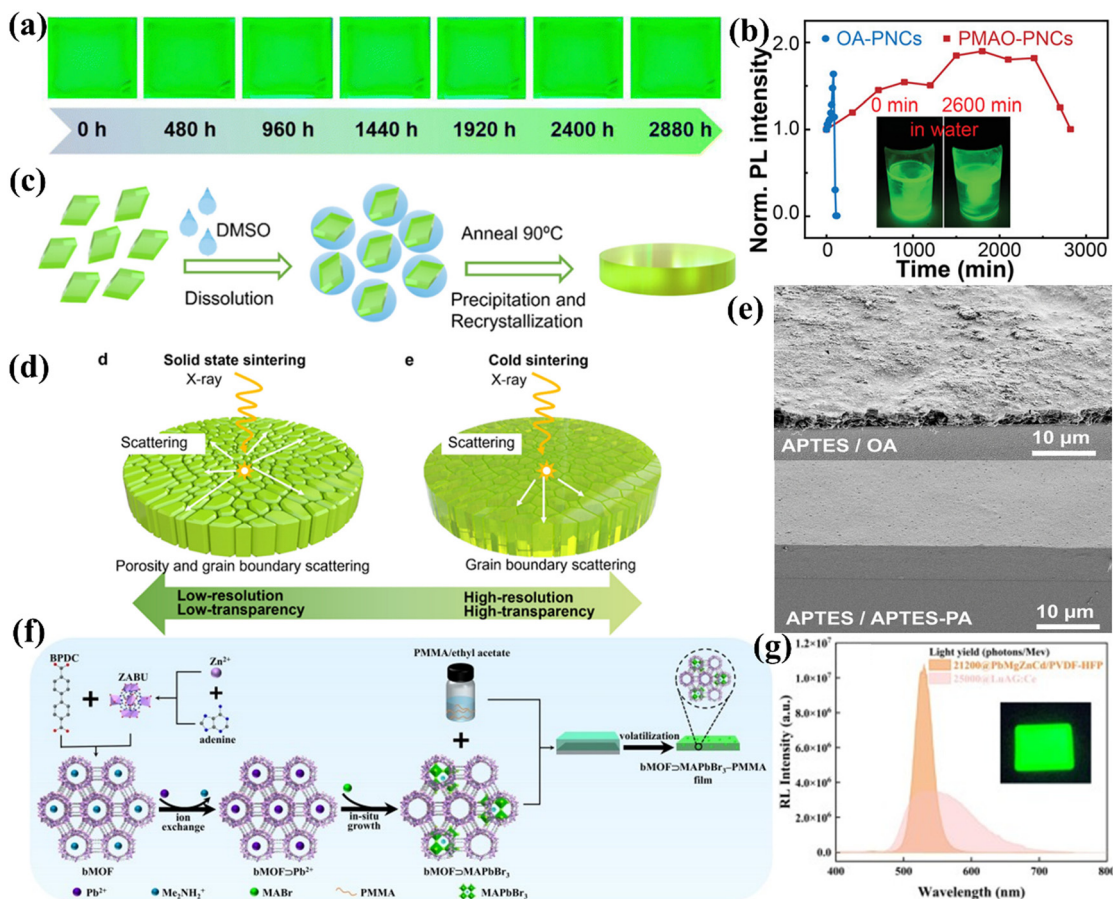 (a)
0 h 480 h 960 h 1440 h 1920 h 2400 h 2880 h
(b)
OA-PNCs PMAO-PNCs
Norm. PL intensity
2.0
1.0
0.0
0 min 2600 min
in water
0 1000 2000 3000
Time (min)
(c)
DMSO
Dissolution
Anneal 90°C
Precipitation and
Recrystallization
(d)
d
Solid state sintering
X-ray
Scattering
Porosity and grain boundary scattering
e
Cold sintering
X-ray
Scattering
Grain boundary scattering
Low-resolution
Low-transparency
High-resolution
High-transparency
(e)
APTES / OA
10 µm
APTES / APTES-PA
10 µm
(f)
BPDC
ZABU
Zn²⁺
adenine
PMMA/ethyl acetate
volatilization
bMOF⊃MAPbBr₃–PMMA
film
ion
exchange
in-situ
growth
bMOF
bMOF⊃Pb²⁺
bMOF⊃MAPbBr₃
Pb²⁺ Me₂NH₂⁺ MABr PMMA MAPbBr₃
(g)
Light yield (photons/Mev)
21200@PbMgZnCd/PVDF-HFP
25000@LuAG:Ce
RL Intensity (a.u.)
1.2×10⁷
1.0×10⁷
8.0×10⁶
6.0×10⁶
4.0×10⁶
2.0×10⁶
0.0
400 500 600 700 800
Wavelength (nm)